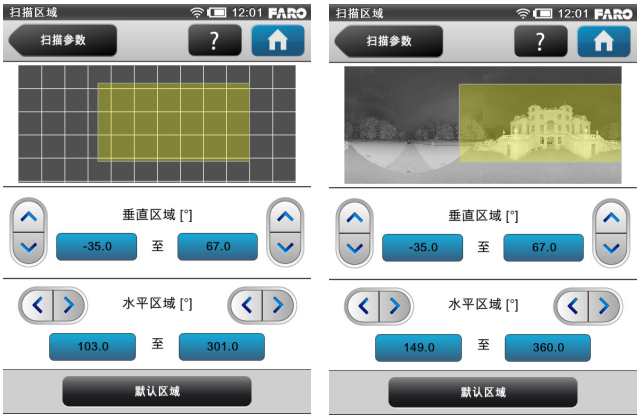 扫描区域 12:01 FARO
扫描参数 ?
垂直区域 [°]
-35.0 至 67.0
水平区域 [°]
103.0 至 301.0
默认区域
扫描区域 12:01 FARO
扫描参数 ?
垂直区域 [°]
-35.0 至 67.0
水平区域 [°]
149.0 至 360.0
默认区域